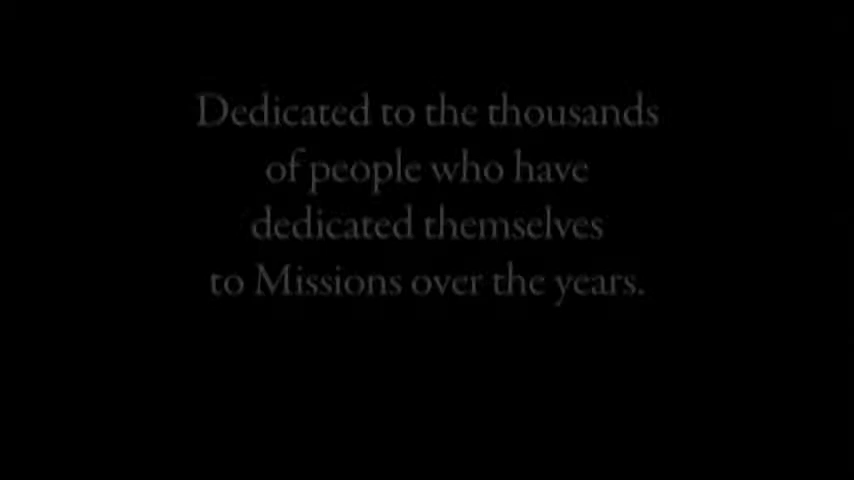 Dedicated to the thousands
of people who have
dedicated themselves
to Missions over the years.